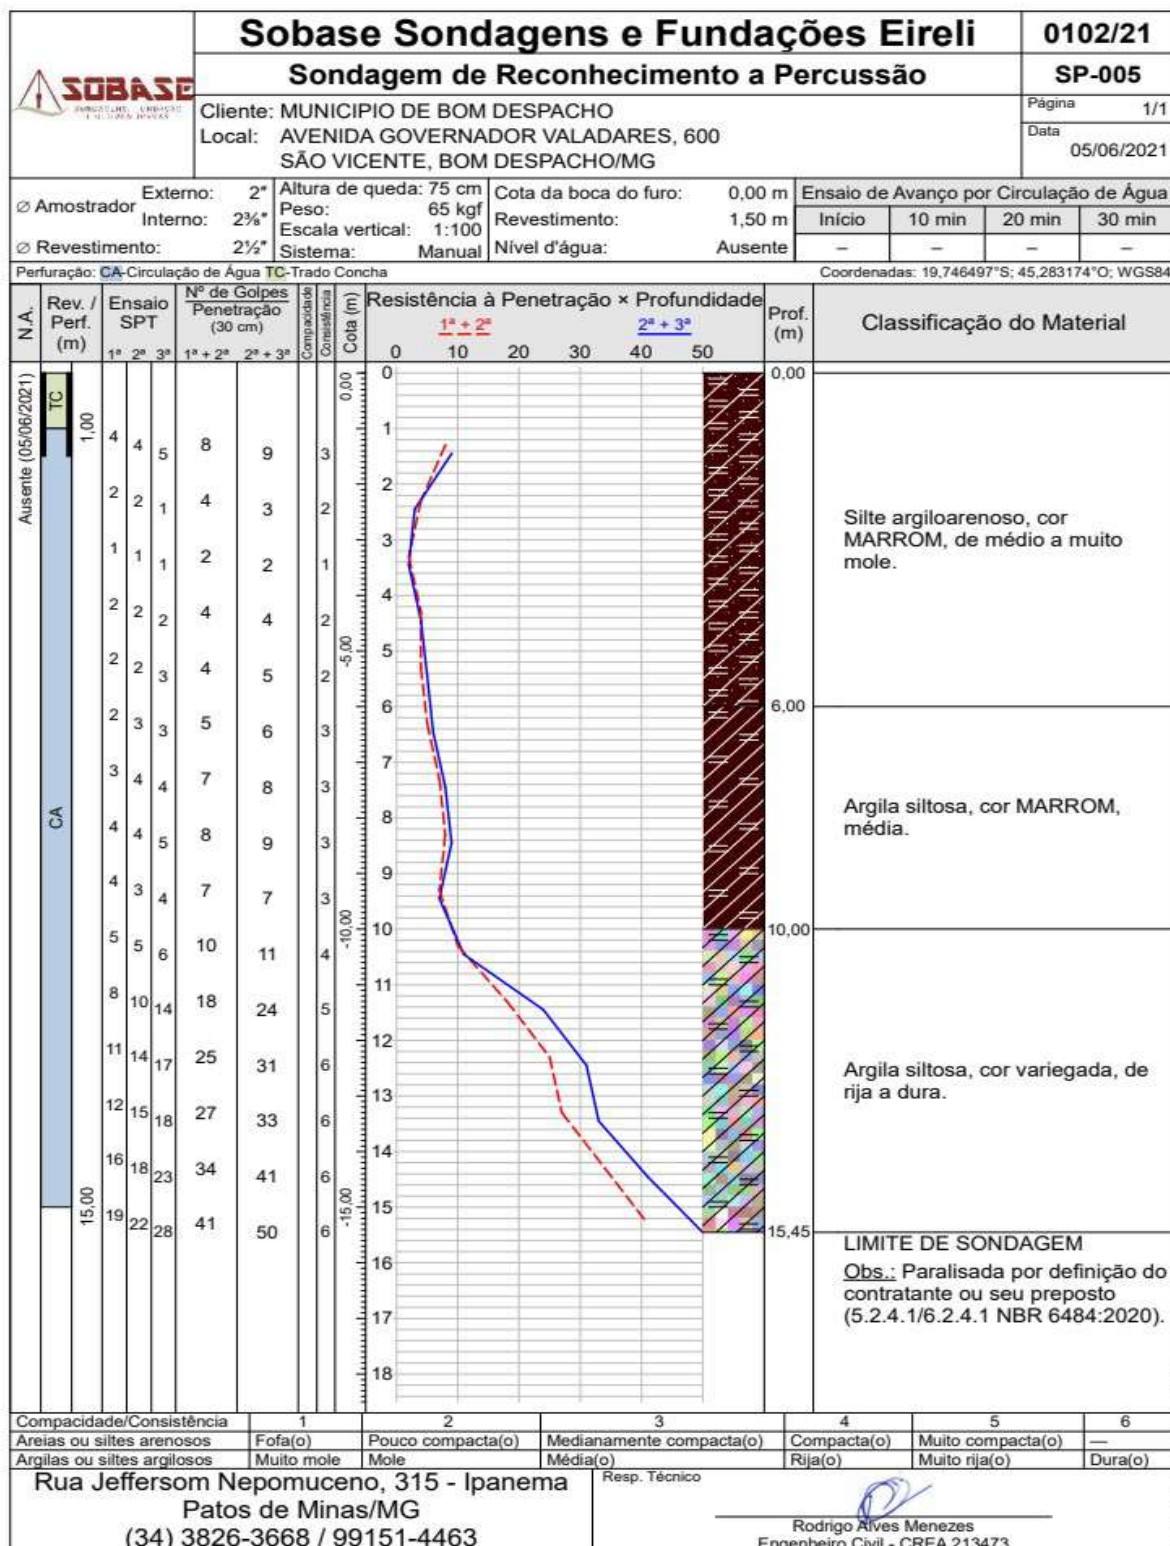 Sobase Sondagens e Fundações Eireli
0102/21
Sondagem de Reconhecimento a Percussão
SP-005
SOBASE
Cliente: MUNICIPIO DE BOM DESPACHO
Local: AVENIDA GOVERNADOR VALADARES, 600
SÃO VICENTE, BOM DESPACHO/MG
Página
1/1
Data
05/06/2021
Ø Amostrador Externo: 2"
Interno: 2⅜"
Ø Revestimento: 2½"
Altura de queda: 75 cm
Peso: 65 kgf
Escala vertical: 1:100
Sistema: Manual
Cota da boca do furo: 0,00 m
Revestimento: 1,50 m
Nível d'água: Ausente
Ensaio de Avanço por Circulação de Água
Início 10 min 20 min 30 min
– – – –
Perfuração: CA-Circulação de Água TC-Trado Concha
Coordenadas: 19,746497°S; 45,283174°O; WGS84
N.A.
Rev. / Perf. (m)
Ensaio SPT
1ª 2ª 3ª
Nº de Golpes
Penetração
(30 cm)
1ª + 2ª 2ª + 3ª
Compacidade
Consistência
Cota (m)
Resistência à Penetração × Profundidade
1ª + 2ª 2ª + 3ª
0 10 20 30 40 50
Prof. (m)
Classificação do Material
Ausente (05/06/2021)
TC
1,00
CA
15,00
4 4 5 8 9 3
2 2 1 4 3 2
1 1 1 2 2 1
2 2 2 4 4 2
2 2 3 4 5 2
2 3 3 5 6 3
3 4 4 7 8 3
4 4 5 8 9 3
4 3 4 7 7 3
5 5 6 10 11 4
8 10 14 18 24 5
11 14 17 25 31 6
12 15 18 27 33 6
16 18 23 34 41 6
19 22 28 41 50 6
0,00
-5,00
-10,00
-15,00
0
1
2
3
4
5
6
7
8
9
10
11
12
13
14
15
16
17
18
0,00
Silte argiloarenoso, cor
MARROM, de médio a muito
mole.
6,00
Argila siltosa, cor MARROM,
média.
10,00
Argila siltosa, cor variegada, de
rija a dura.
15,45
LIMITE DE SONDAGEM
Obs.: Paralisada por definição do
contratante ou seu preposto
(5.2.4.1/6.2.4.1 NBR 6484:2020).
Compacidade/Consistência 1 2 3 4 5 6
Areias ou siltes arenosos Fofa(o) Pouco compacta(o) Medianamente compacta(o) Compacta(o) Muito compacta(o) —
Argilas ou siltes argilosos Muito mole Mole Média(o) Rija(o) Muito rija(o) Dura(o)
Rua Jeffersom Nepomuceno, 315 - Ipanema
Patos de Minas/MG
(34) 3826-3668 / 99151-4463
Resp. Técnico
Rodrigo Alves Menezes
Engenheiro Civil - CREA 213473